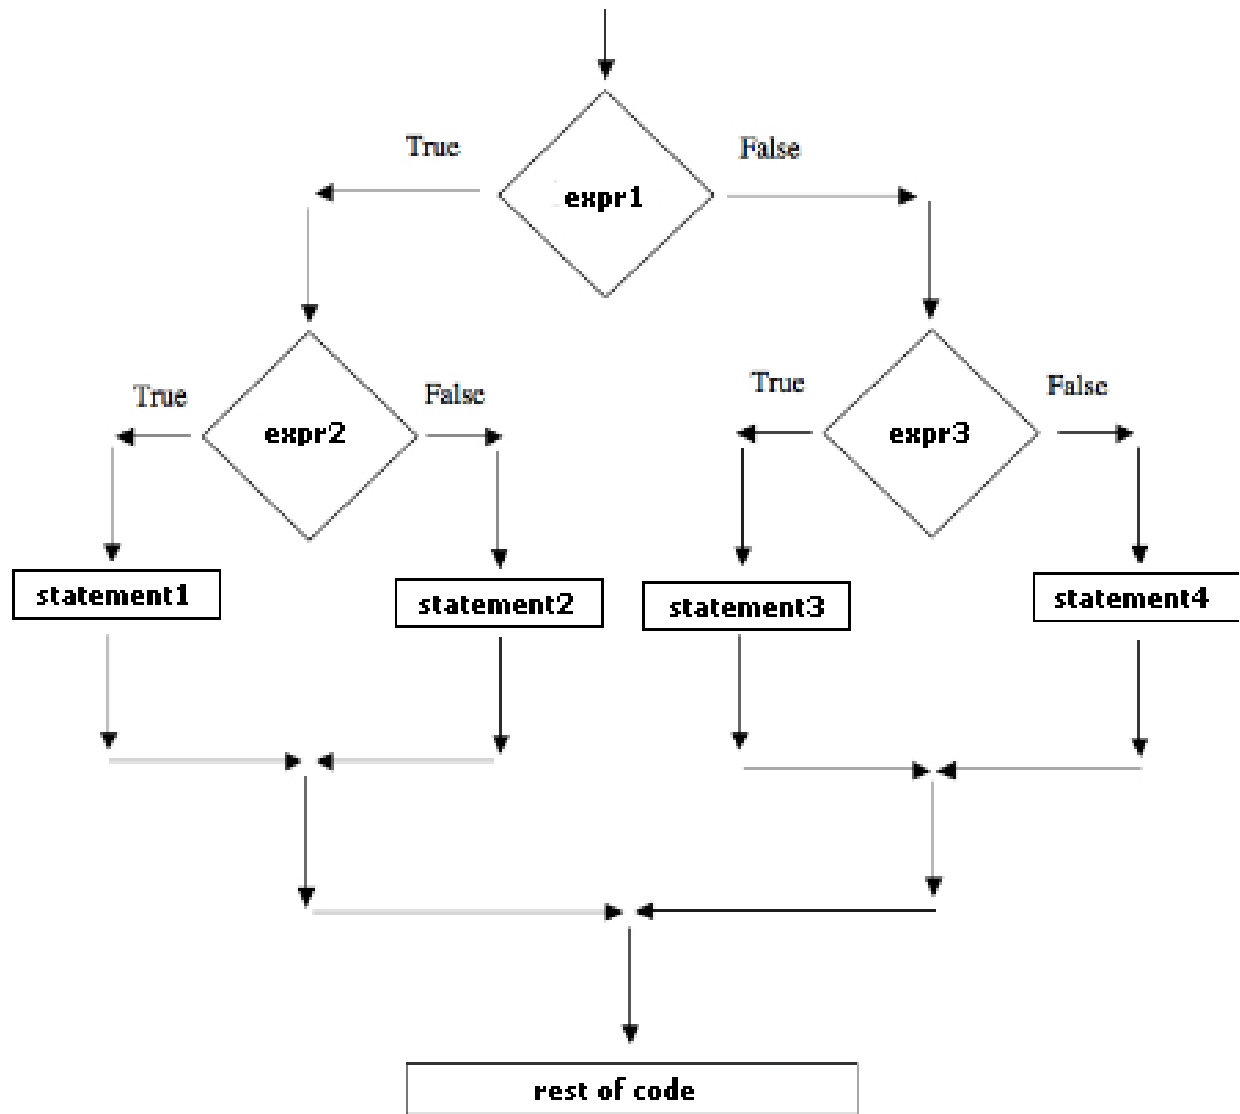 True
False
expr1
True
False
True
False
expr2
expr3
statement1
statement2
statement3
statement4
rest of code